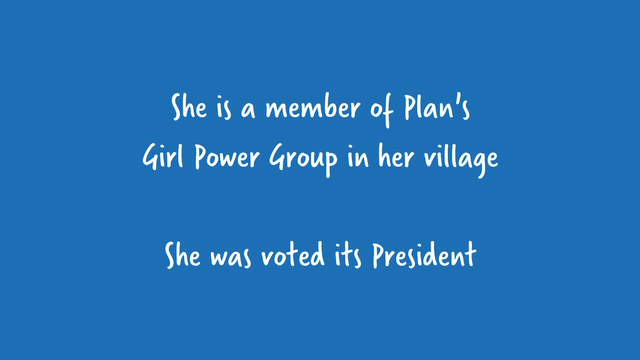 She is a member of Plan's
Girl Power Group in her village
She was voted its President